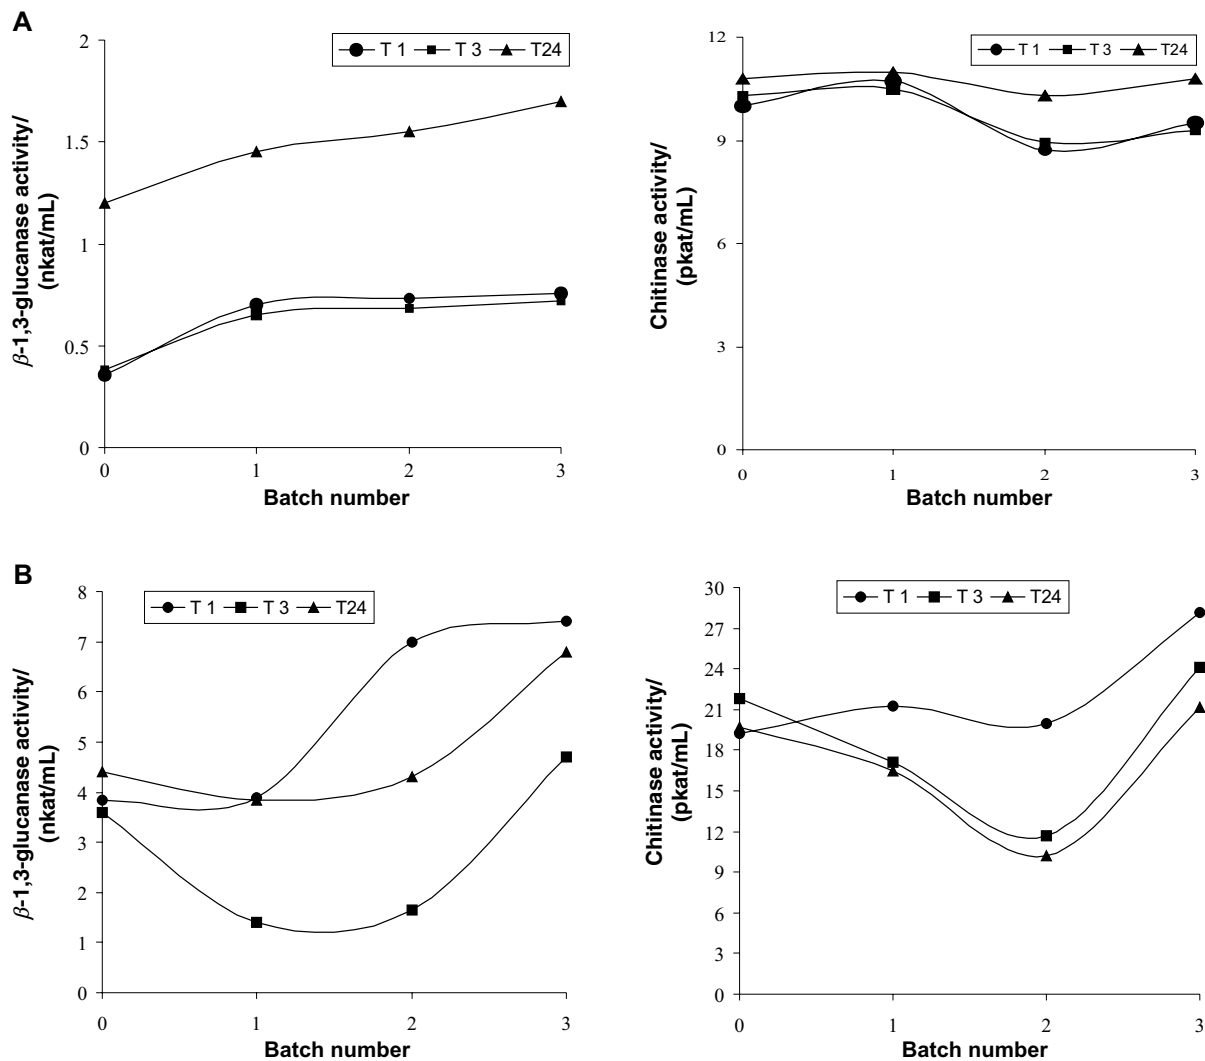 A
β-1,3-glucanase activity/
(nkat/mL)
2
1.5
1
0.5
0
T 1 T 3 T24
0 1 2 3
Batch number
Chitinase activity/
(pkat/mL)
12
9
6
3
0
T 1 T 3 T24
0 1 2 3
Batch number
B
β-1,3-glucanase activity/
(nkat/mL)
8
7
6
5
4
3
2
1
0
T 1 T 3 T24
0 1 2 3
Batch number
Chitinase activity/
(pkat/mL)
30
27
24
21
18
15
12
9
6
3
0
T 1 T 3 T24
0 1 2 3
Batch number